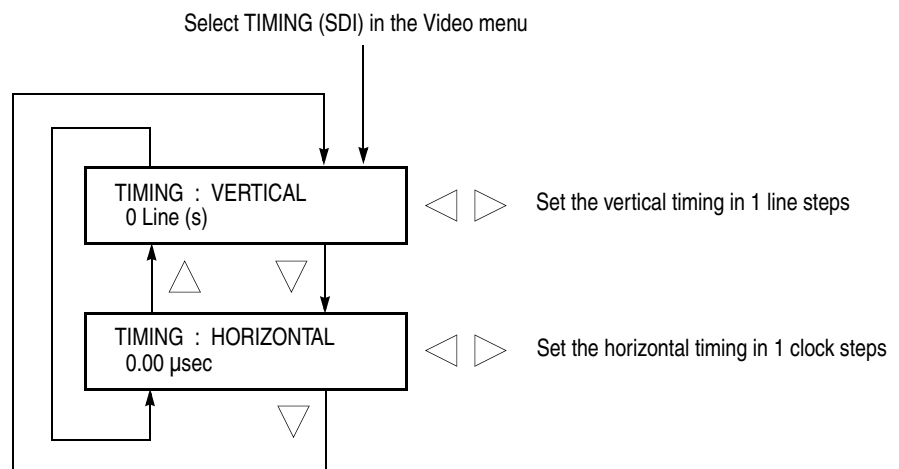 Select TIMING (SDI) in the Video menu
TIMING : VERTICAL
0 Line (s)
Set the vertical timing in 1 line steps
TIMING : HORIZONTAL
0.00 µsec
Set the horizontal timing in 1 clock steps